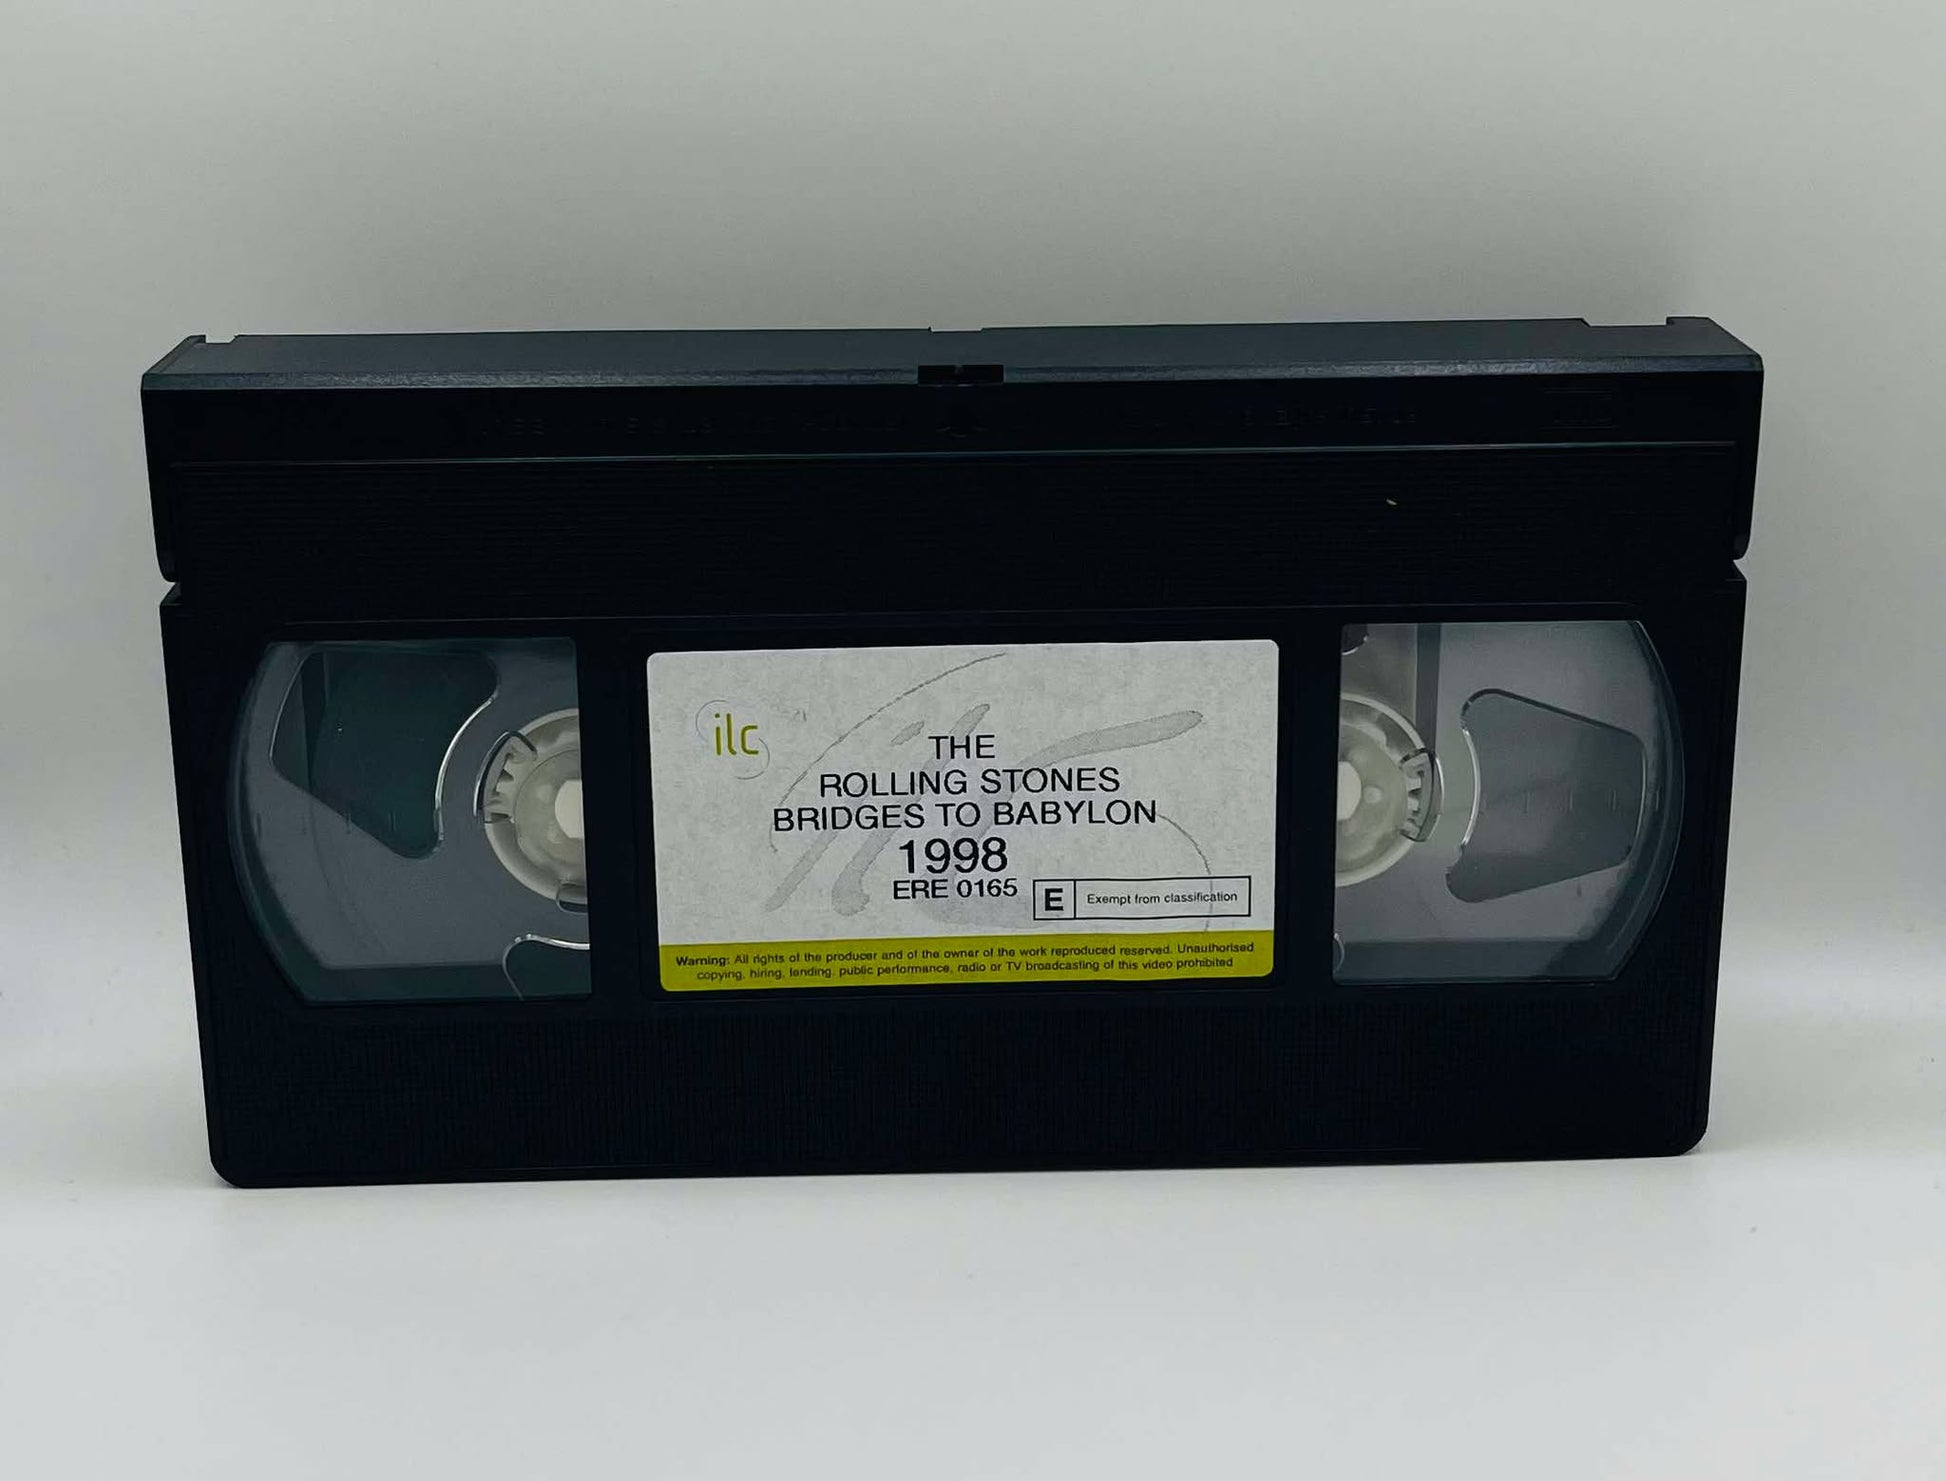 ilc
THE
ROLLING STONES
BRIDGES TO BABYLON
1998
ERE 0165
E Exempt from classification
Warning: All rights of the producer and of the owner of the work reproduced reserved. Unauthorised
copying, hiring, lending, public performance, radio or TV broadcasting of this video prohibited